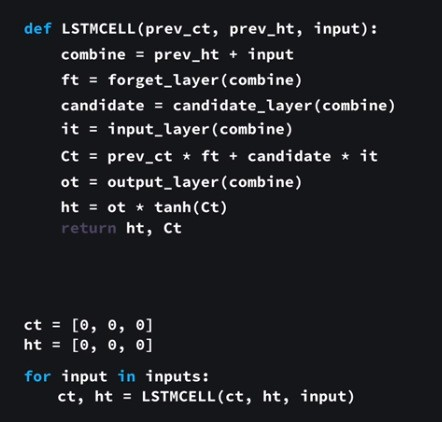 def LSTMCELL(prev_ct, prev_ht, input):
combine = prev_ht + input
ft = forget_layer(combine)
candidate = candidate_layer(combine)
it = input_layer(combine)
Ct = prev_ct * ft + candidate * it
ot = output_layer(combine)
ht = ot * tanh(Ct)
return ht, Ct
ct = [0, 0, 0]
ht = [0, 0, 0]
for input in inputs:
ct, ht = LSTMCELL(ct, ht, input)